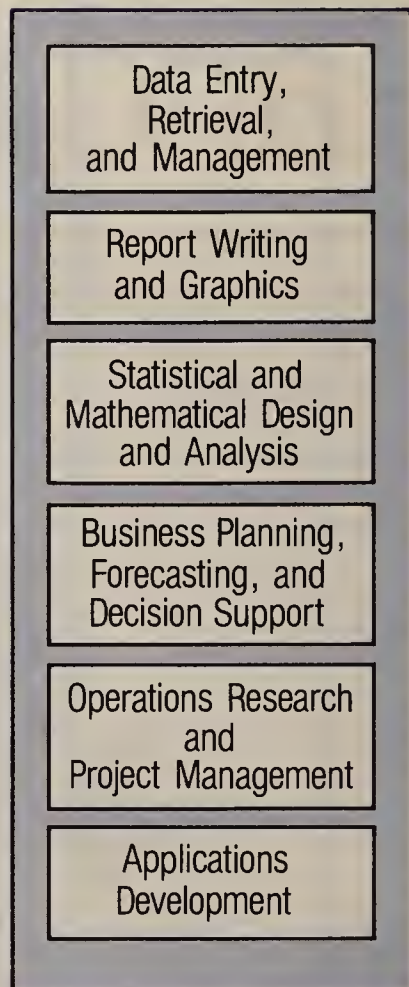 Data Entry,
Retrieval,
and Management
Report Writing
and Graphics
Statistical and
Mathematical Design
and Analysis
Business Planning,
Forecasting, and
Decision Support
Operations Research
and
Project Management
Applications
Development